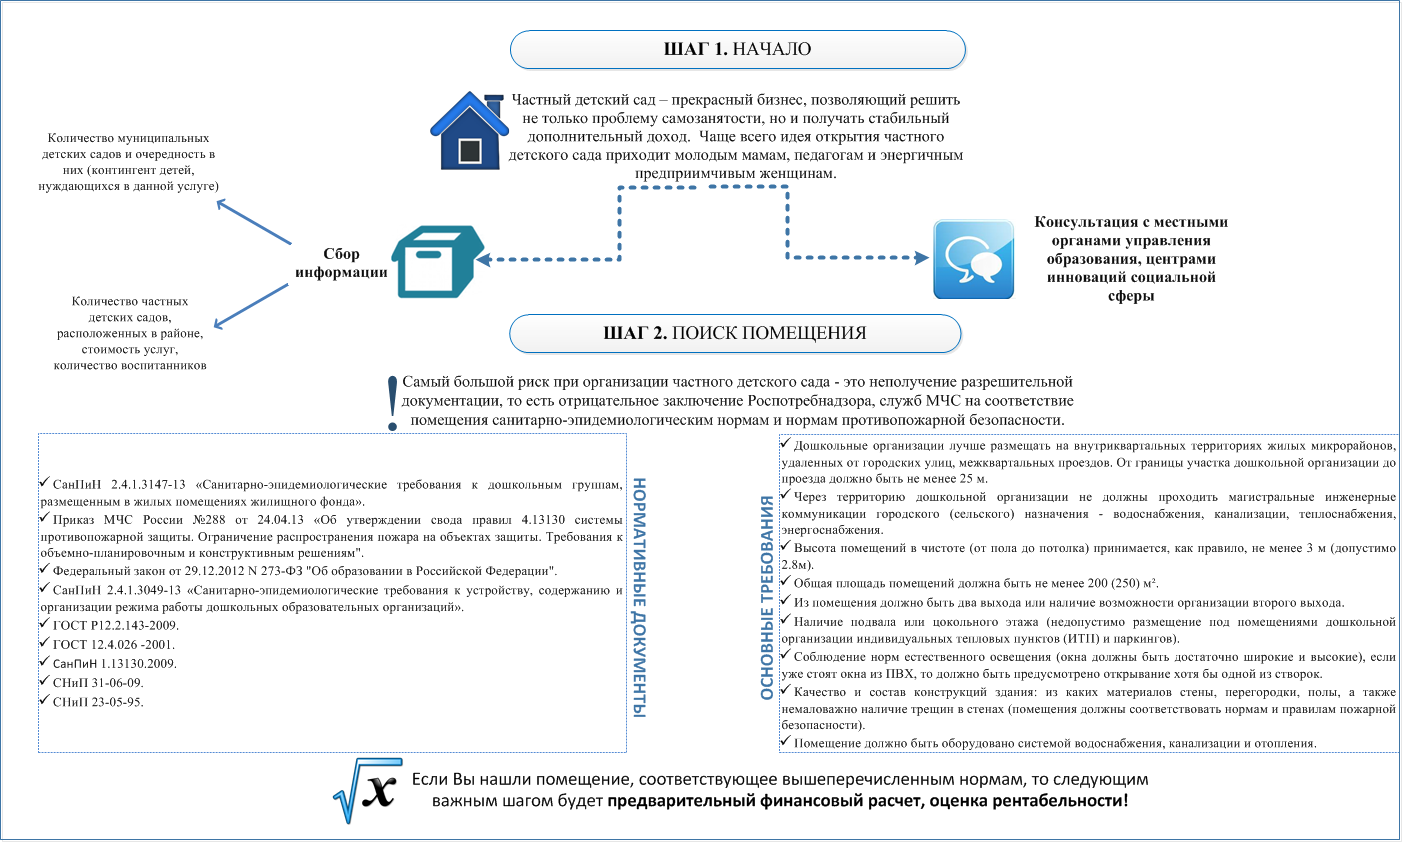 ШАГ 1. НАЧАЛО
Частный детский сад – прекрасный бизнес, позволяющий решить
не только проблему самозанятости, но и получать стабильный
дополнительный доход. Чаще всего идея открытия частного
детского сада приходит молодым мамам, педагогам и энергичным
предприимчивым женщинам.
Количество муниципальных
детских садов и очередность в
них (контингент детей,
нуждающихся в данной услуге)
Сбор
информации
Количество частных
детских садов,
расположенных в районе,
стоимость услуг,
количество воспитанников
Консультация с местными
органами управления
образования, центрами
инноваций социальной
сферы
ШАГ 2. ПОИСК ПОМЕЩЕНИЯ
! Самый большой риск при организации частного детского сада - это неполучение разрешительной
документации, то есть отрицательное заключение Роспотребнадзора, служб МЧС на соответствие
помещения санитарно-эпидемиологическим нормам и нормам противопожарной безопасности.
✓ СанПиН 2.4.1.3147-13 «Санитарно-эпидемиологические требования к дошкольным группам,
размещенным в жилых помещениях жилищного фонда».
✓ Приказ МЧС России №288 от 24.04.13 «Об утверждении свода правил 4.13130 системы
противопожарной защиты. Ограничение распространения пожара на объектах защиты. Требования к
объемно-планировочным и конструктивным решениям".
✓ Федеральный закон от 29.12.2012 N 273-ФЗ "Об образовании в Российской Федерации".
✓ СанПиН 2.4.1.3049-13 «Санитарно-эпидемиологические требования к устройству, содержанию и
организации режима работы дошкольных образовательных организаций».
✓ ГОСТ Р12.2.143-2009.
✓ ГОСТ 12.4.026 -2001.
✓ СанПиН 1.13130.2009.
✓ СНиП 31-06-09.
✓ СНиП 23-05-95.
НОРМАТИВНЫЕ ДОКУМЕНТЫ
ОСНОВНЫЕ ТРЕБОВАНИЯ
✓ Дошкольные организации лучше размещать на внутриквартальных территориях жилых микрорайонов,
удаленных от городских улиц, межквартальных проездов. От границы участка дошкольной организации до
проезда должно быть не менее 25 м.
✓ Через территорию дошкольной организации не должны проходить магистральные инженерные
коммуникации городского (сельского) назначения - водоснабжения, канализации, теплоснабжения,
энергоснабжения.
✓ Высота помещений в чистоте (от пола до потолка) принимается, как правило, не менее 3 м (допустимо
2.8м).
✓ Общая площадь помещений должна быть не менее 200 (250) м².
✓ Из помещения должно быть два выхода или наличие возможности организации второго выхода.
✓ Наличие подвала или цокольного этажа (недопустимо размещение под помещениями дошкольной
организации индивидуальных тепловых пунктов (ИТП) и паркингов).
✓ Соблюдение норм естественного освещения (окна должны быть достаточно широкие и высокие), если
уже стоят окна из ПВХ, то должно быть предусмотрено открывание хотя бы одной из створок.
✓ Качество и состав конструкций здания: из каких материалов стены, перегородки, полы, а также
немаловажно наличие трещин в стенах (помещения должны соответствовать нормам и правилам пожарной
безопасности).
✓ Помещение должно быть оборудовано системой водоснабжения, канализации и отопления.
√x
Если Вы нашли помещение, соответствующее вышеперечисленным нормам, то следующим
важным шагом будет предварительный финансовый расчет, оценка рентабельности!